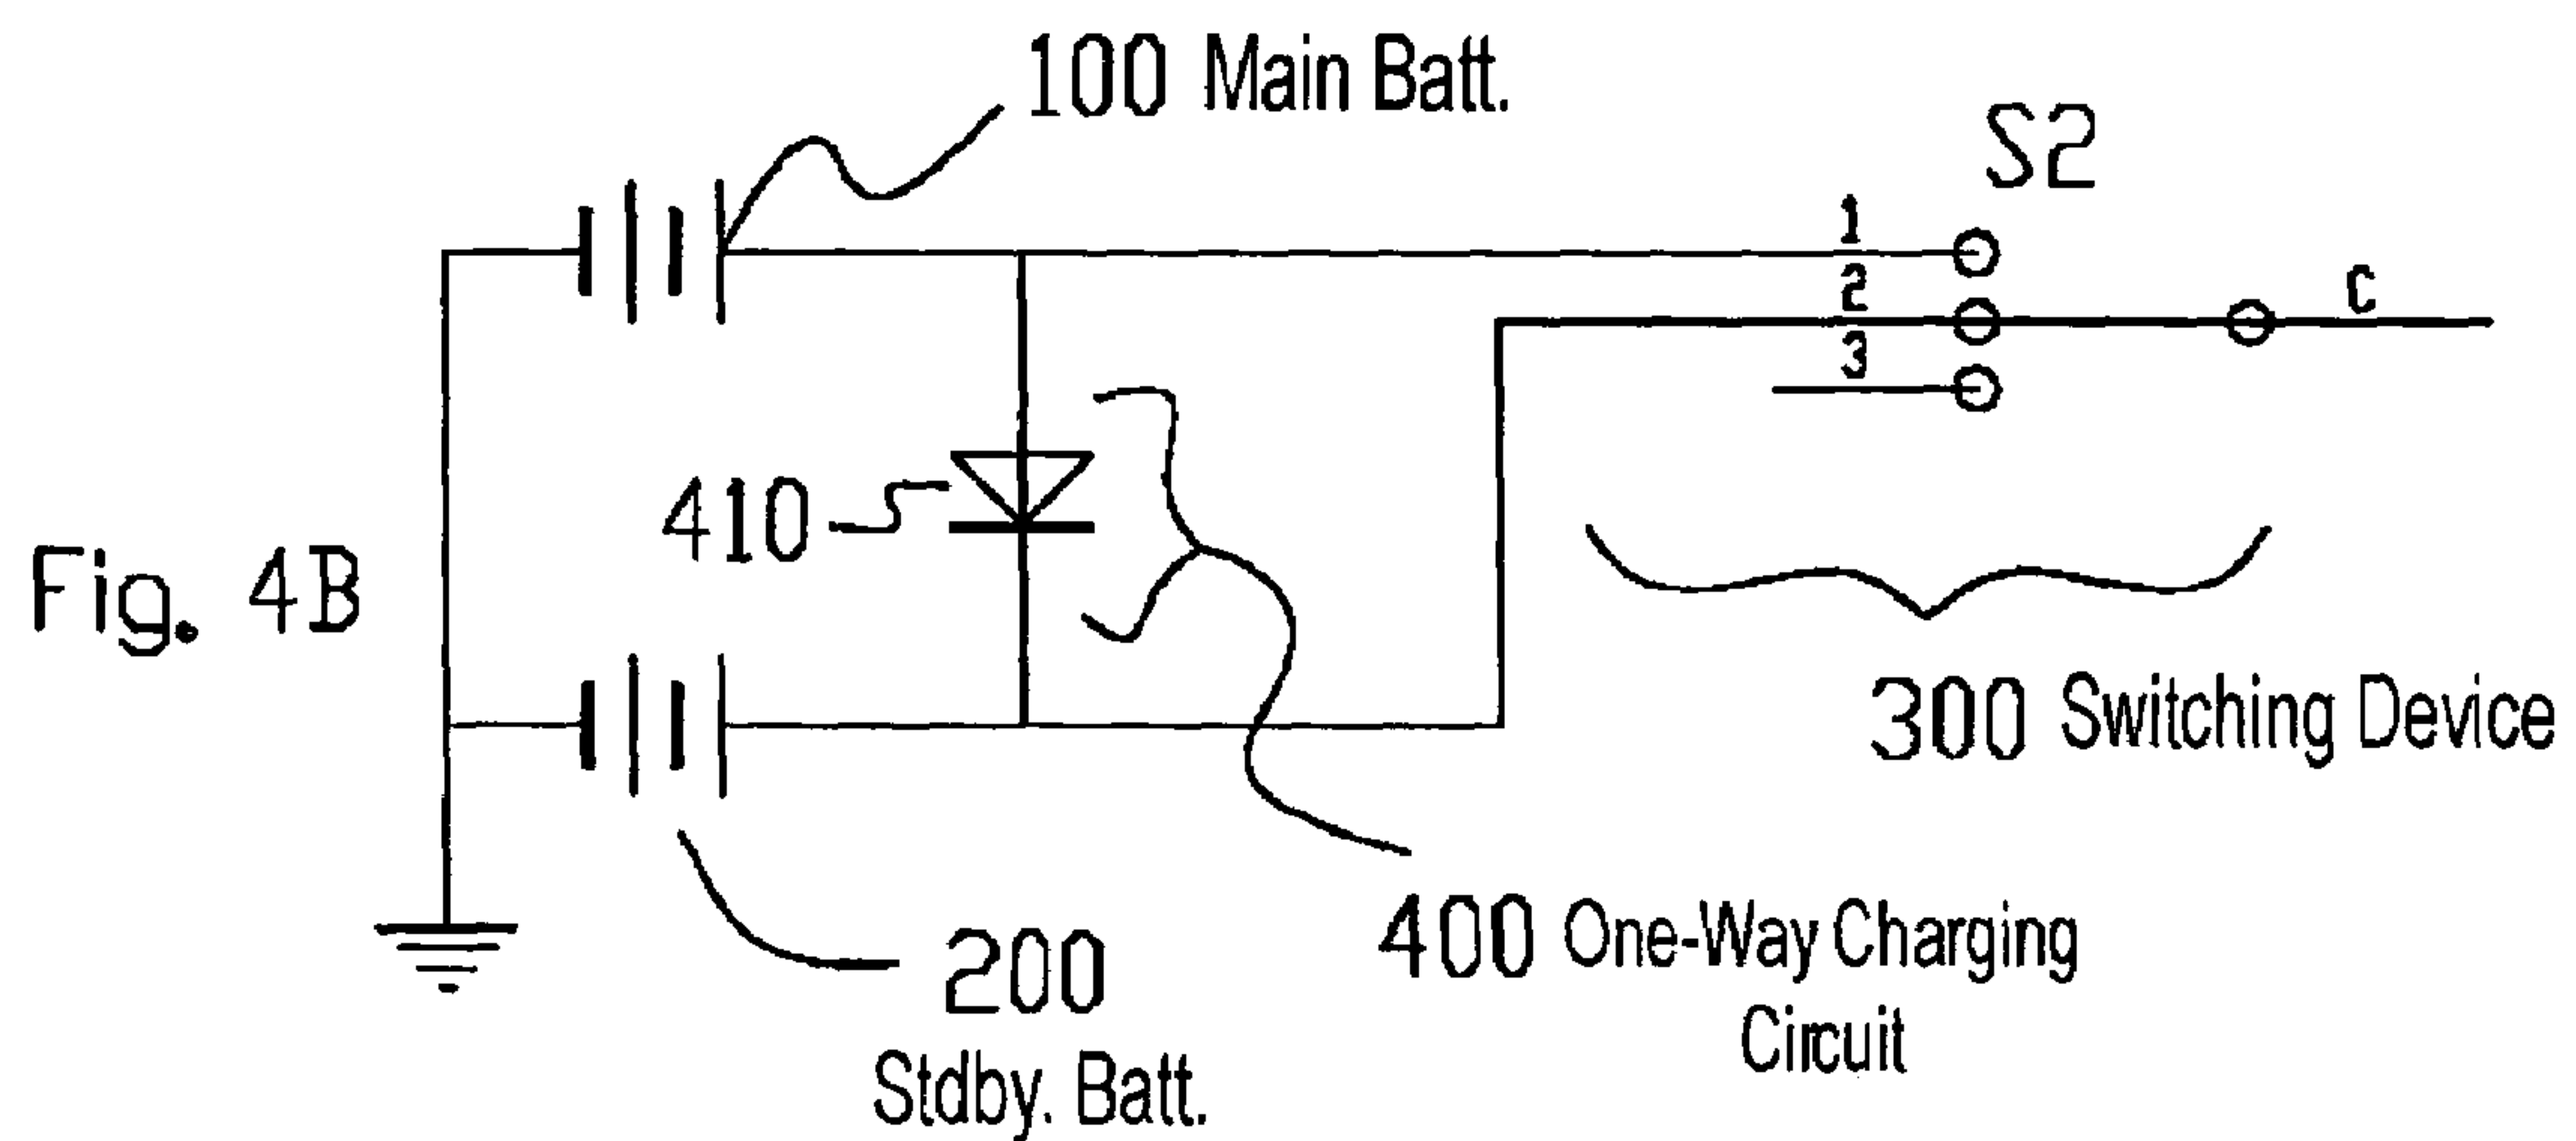 100 Main Batt.
S2
1
2
C
3
410
Fig. 4B
300 Switching Device
400 One-Way Charging
Circuit
200
Stdby. Batt.